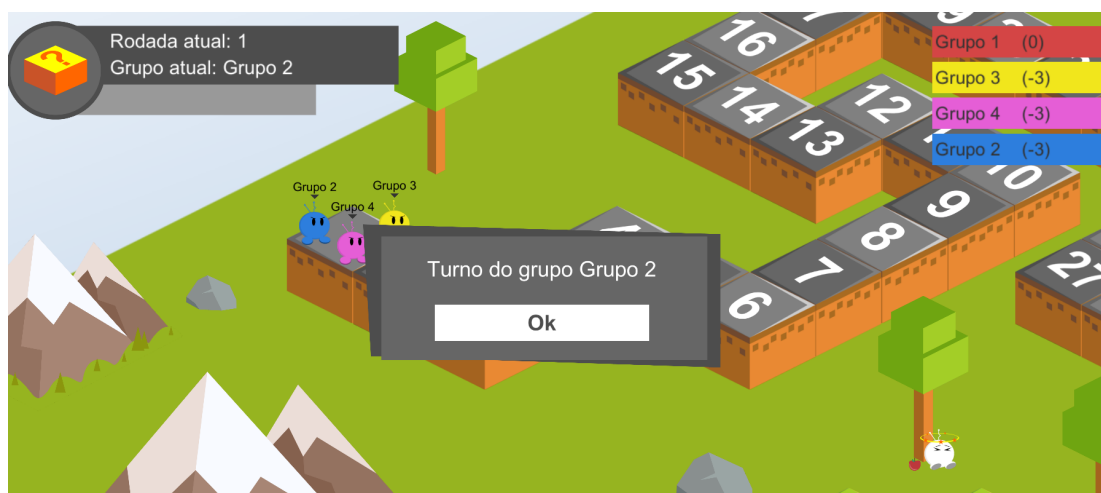 Rodada atual: 1
Grupo atual: Grupo 2
Grupo 1 (0)
Grupo 3 (-3)
Grupo 4 (-3)
Grupo 2 (-3)
16
15
14
13
12
10
9
8
7
6
27
Grupo 2
Grupo 4
Grupo 3
Turno do grupo Grupo 2
Ok